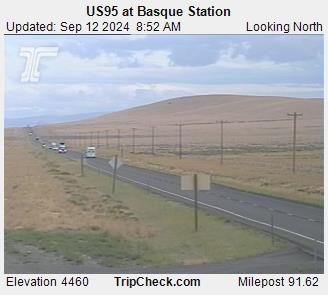 US95 at Basque Station
Updated: Sep 12 2024 8:52 AM Looking North
Elevation 4460 TripCheck.com Milepost 91.62